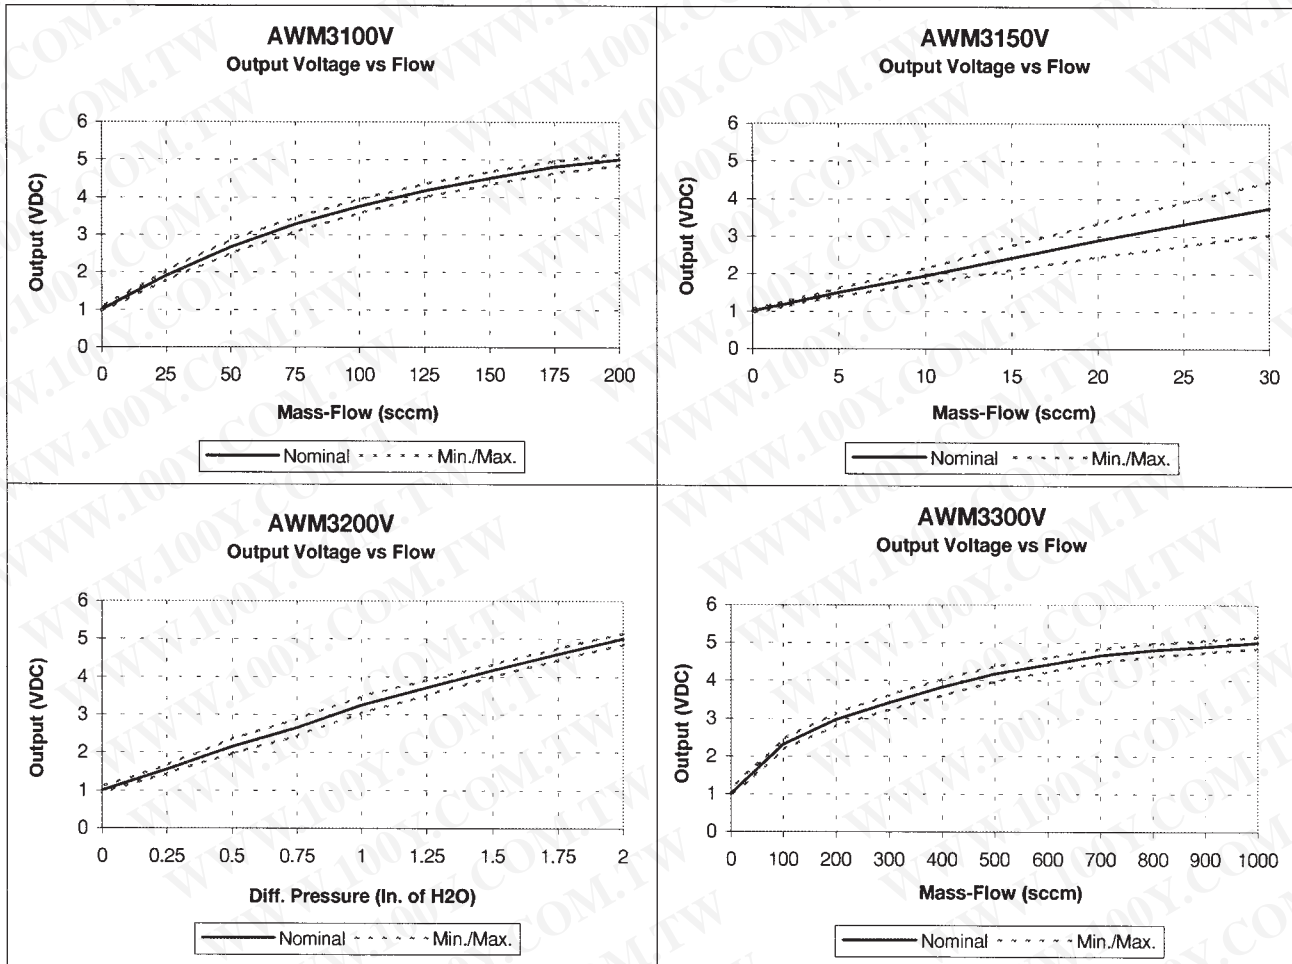 AWM3100V
Output Voltage vs Flow
Output (VDC)
6
5
4
3
2
1
0
0 25 50 75 100 125 150 175 200
Mass-Flow (sccm)
Nominal Min./Max.
AWM3150V
Output Voltage vs Flow
Output (VDC)
6
5
4
3
2
1
0
0 5 10 15 20 25 30
Mass-Flow (sccm)
Nominal Min./Max.
AWM3200V
Output Voltage vs Flow
Output (VDC)
6
5
4
3
2
1
0
0 0.25 0.5 0.75 1 1.25 1.5 1.75 2
Diff. Pressure (In. of H2O)
Nominal Min./Max.
AWM3300V
Output Voltage vs Flow
Output (VDC)
6
5
4
3
2
1
0
0 100 200 300 400 500 600 700 800 900 1000
Mass-Flow (sccm)
Nominal Min./Max.
WWW.100Y.COM.TW